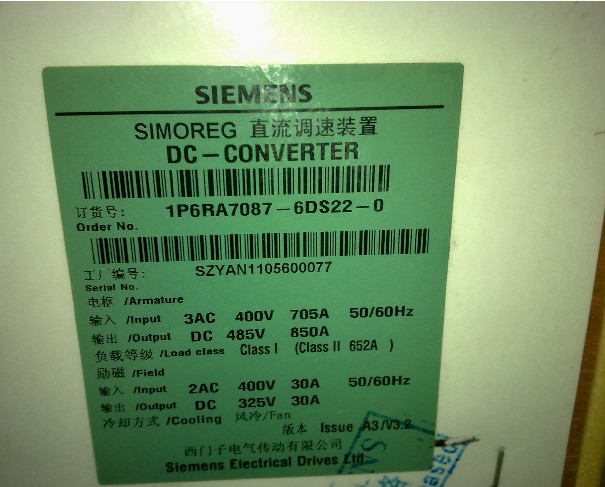 SIEMENS
SIMOREG 直流调速装置
DC-CONVERTER
订货号: 1P6RA7087-6DS22-0
Order No.
工厂编号: SZYAN1105600077
Serial No.
电枢 /Armature
输入 /Input 3AC 400V 705A 50/60Hz
输出 /Output DC 485V 850A
负载等级 /Load class Class I (Class II 652A )
励磁 /Field
输入 /Input 2AC 400V 30A 50/60Hz
输出 /Output DC 325V 30A
冷却方式 /Cooling 风冷/Fan
版本 Issue A3/V3.2
西门子电气传动有限公司
Siemens Electrical Drives Ltd